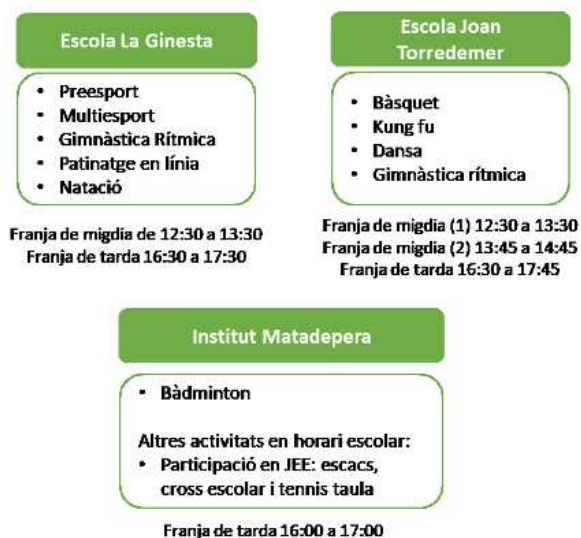 Escola La Ginesta
• Preesport
• Multiesport
• Gimnàstica Rítmica
• Patinatge en línia
• Natació
Franja de migdia de 12:30 a 13:30
Franja de tarda 16:30 a 17:30
Escola Joan
Torredemer
• Bàsquet
• Kung fu
• Dansa
• Gimnàstica rítmica
Franja de migdia (1) 12:30 a 13:30
Franja de migdia (2) 13:45 a 14:45
Franja de tarda 16:30 a 17:45
Institut Matadepera
• Bàdminton
Altres activitats en horari escolar:
• Participació en JEE: escacs,
cross escolar i tennis taula
Franja de tarda 16:00 a 17:00